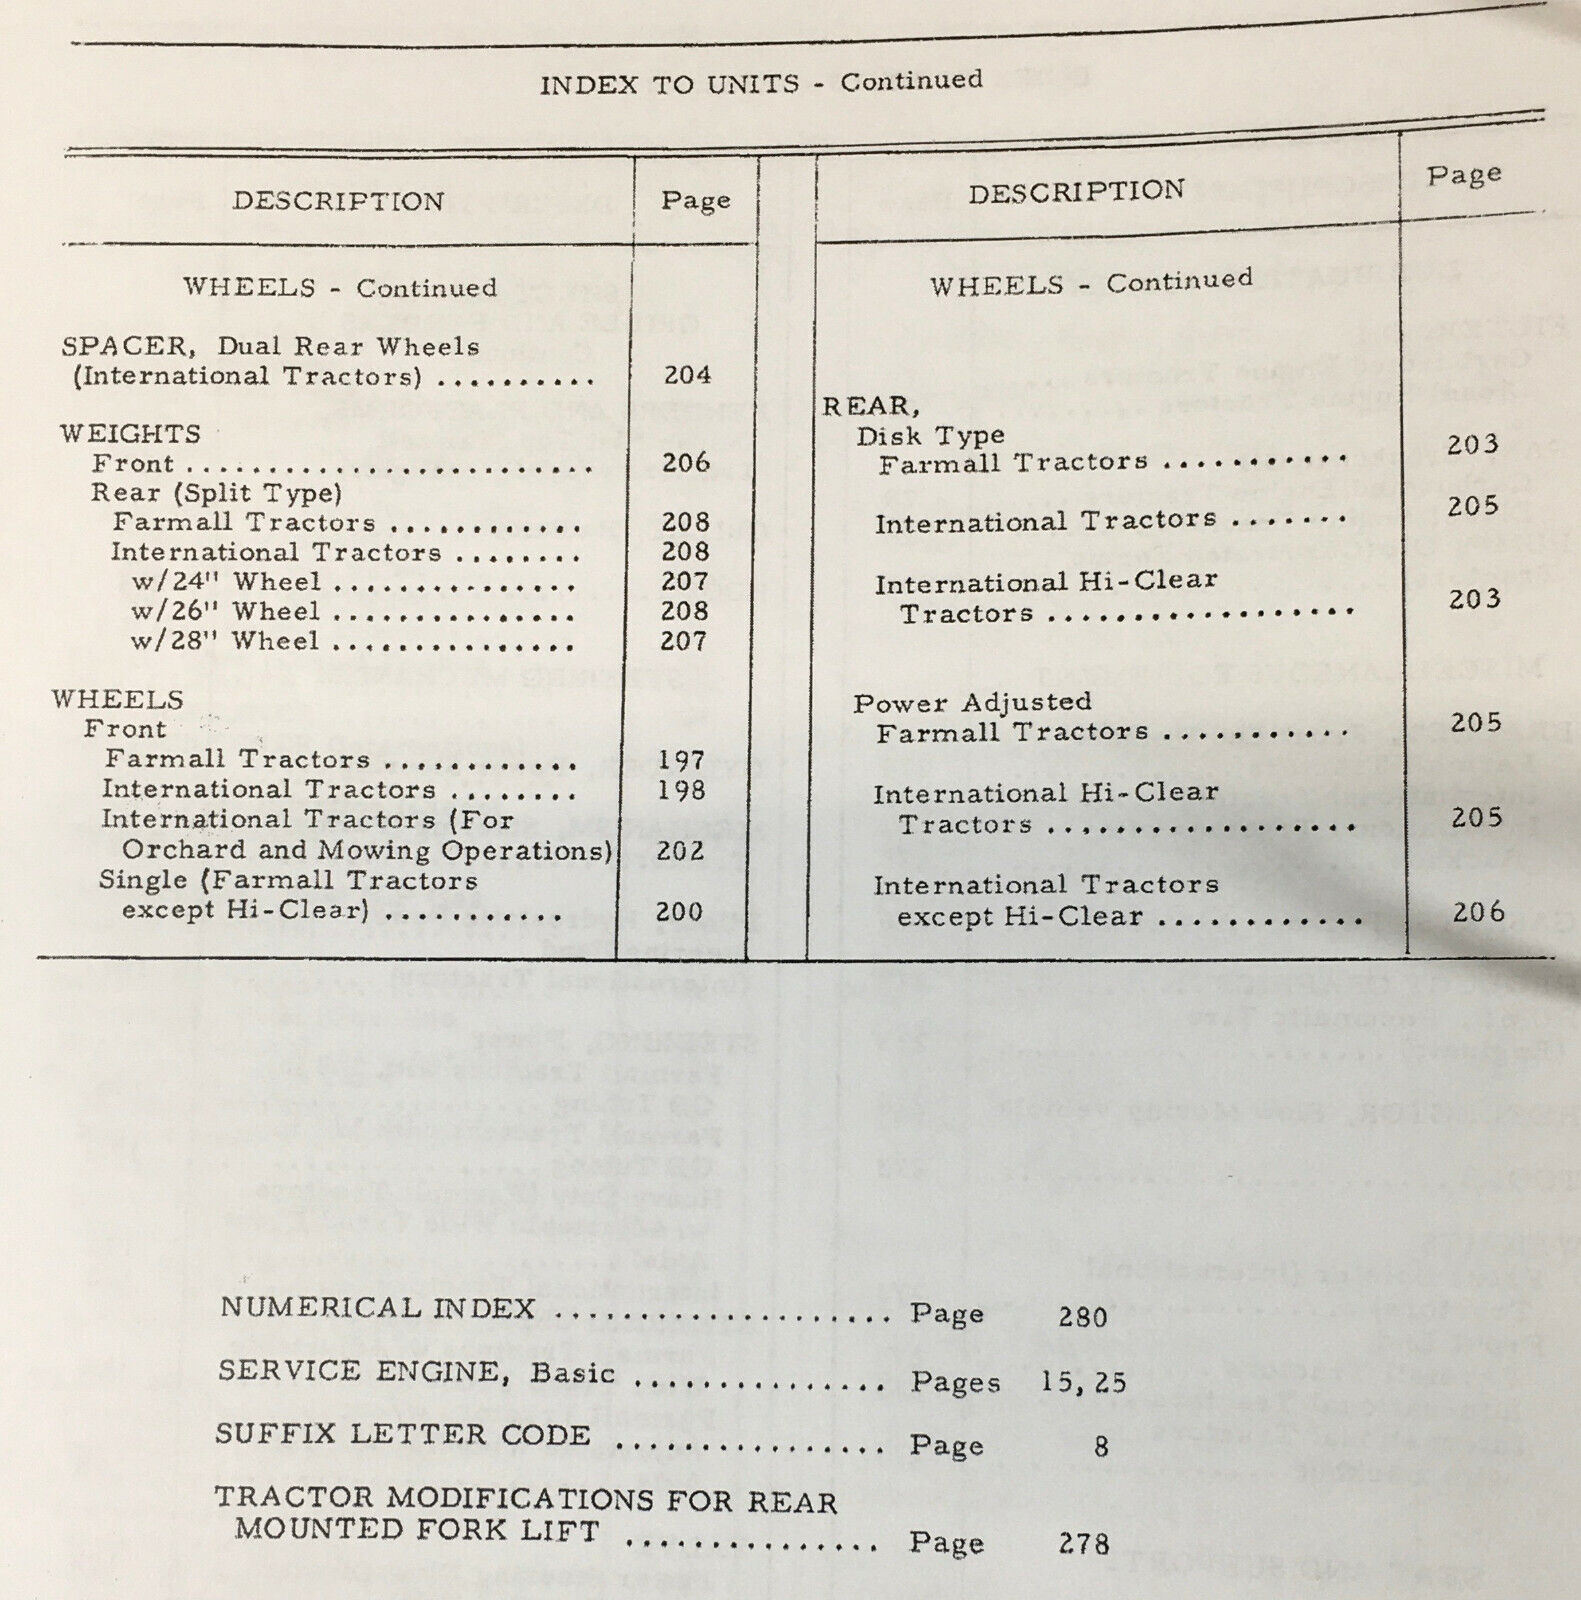 INDEX TO UNITS - Continued
DESCRIPTION Page
WHEELS - Continued
SPACER, Dual Rear Wheels
(International Tractors) .......... 204
WEIGHTS
Front ......................... 206
Rear (Split Type)
Farmall Tractors ............ 208
International Tractors ........ 208
w/24" Wheel ............... 207
w/26" Wheel ............... 208
w/28" Wheel ............... 207
WHEELS
Front
Farmall Tractors ............ 197
International Tractors ........ 198
International Tractors (For
Orchard and Mowing Operations) 202
Single (Farmall Tractors
except Hi-Clear) ........... 200
DESCRIPTION Page
WHEELS - Continued
REAR,
Disk Type
Farmall Tractors ........... 203
International Tractors ....... 205
International Hi-Clear
Tractors .................. 203
Power Adjusted
Farmall Tractors ........... 205
International Hi-Clear
Tractors .................. 205
International Tractors
except Hi-Clear ............ 206
NUMERICAL INDEX .................... Page 280
SERVICE ENGINE, Basic ............... Pages 15, 25
SUFFIX LETTER CODE ................ Page 8
TRACTOR MODIFICATIONS FOR REAR
MOUNTED FORK LIFT ............... Page 278